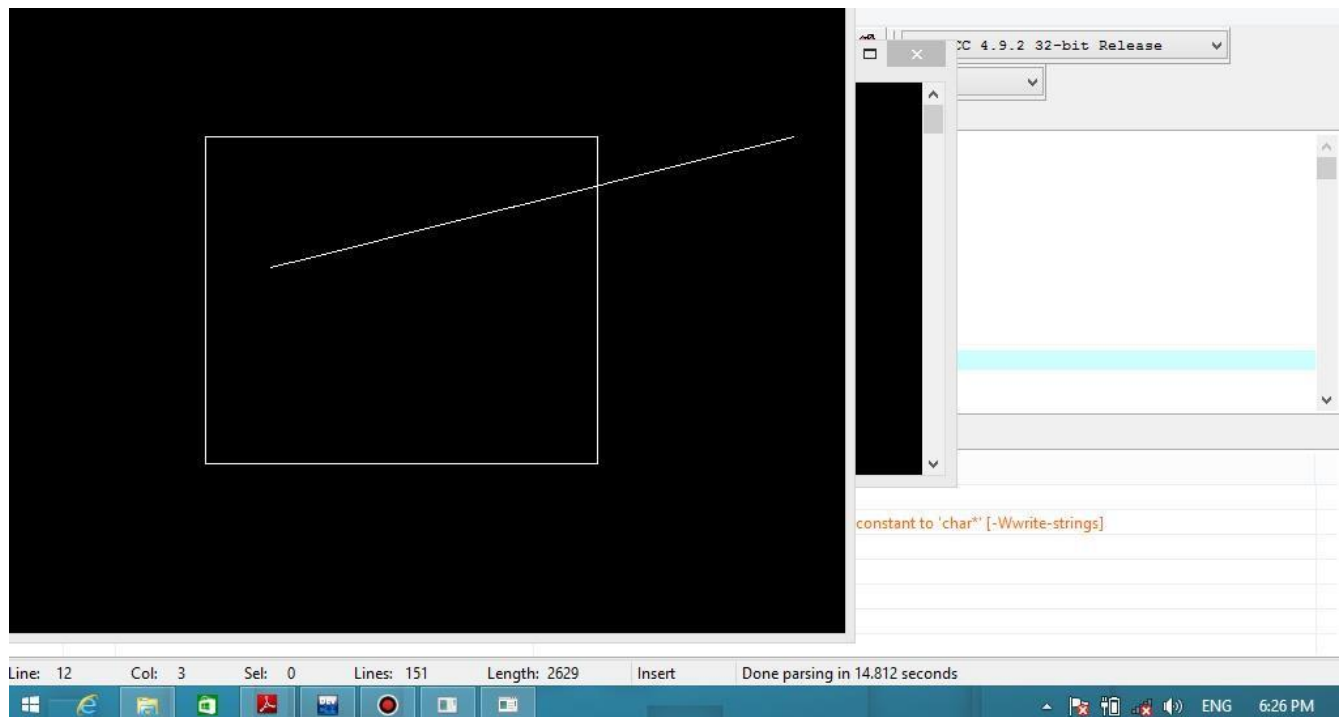 CC 4.9.2 32-bit Release
constant to 'char*' [-Wwrite-strings]
Line: 12 Col: 3 Sel: 0 Lines: 151 Length: 2629 Insert Done parsing in 14.812 seconds
ENG 6:26 PM